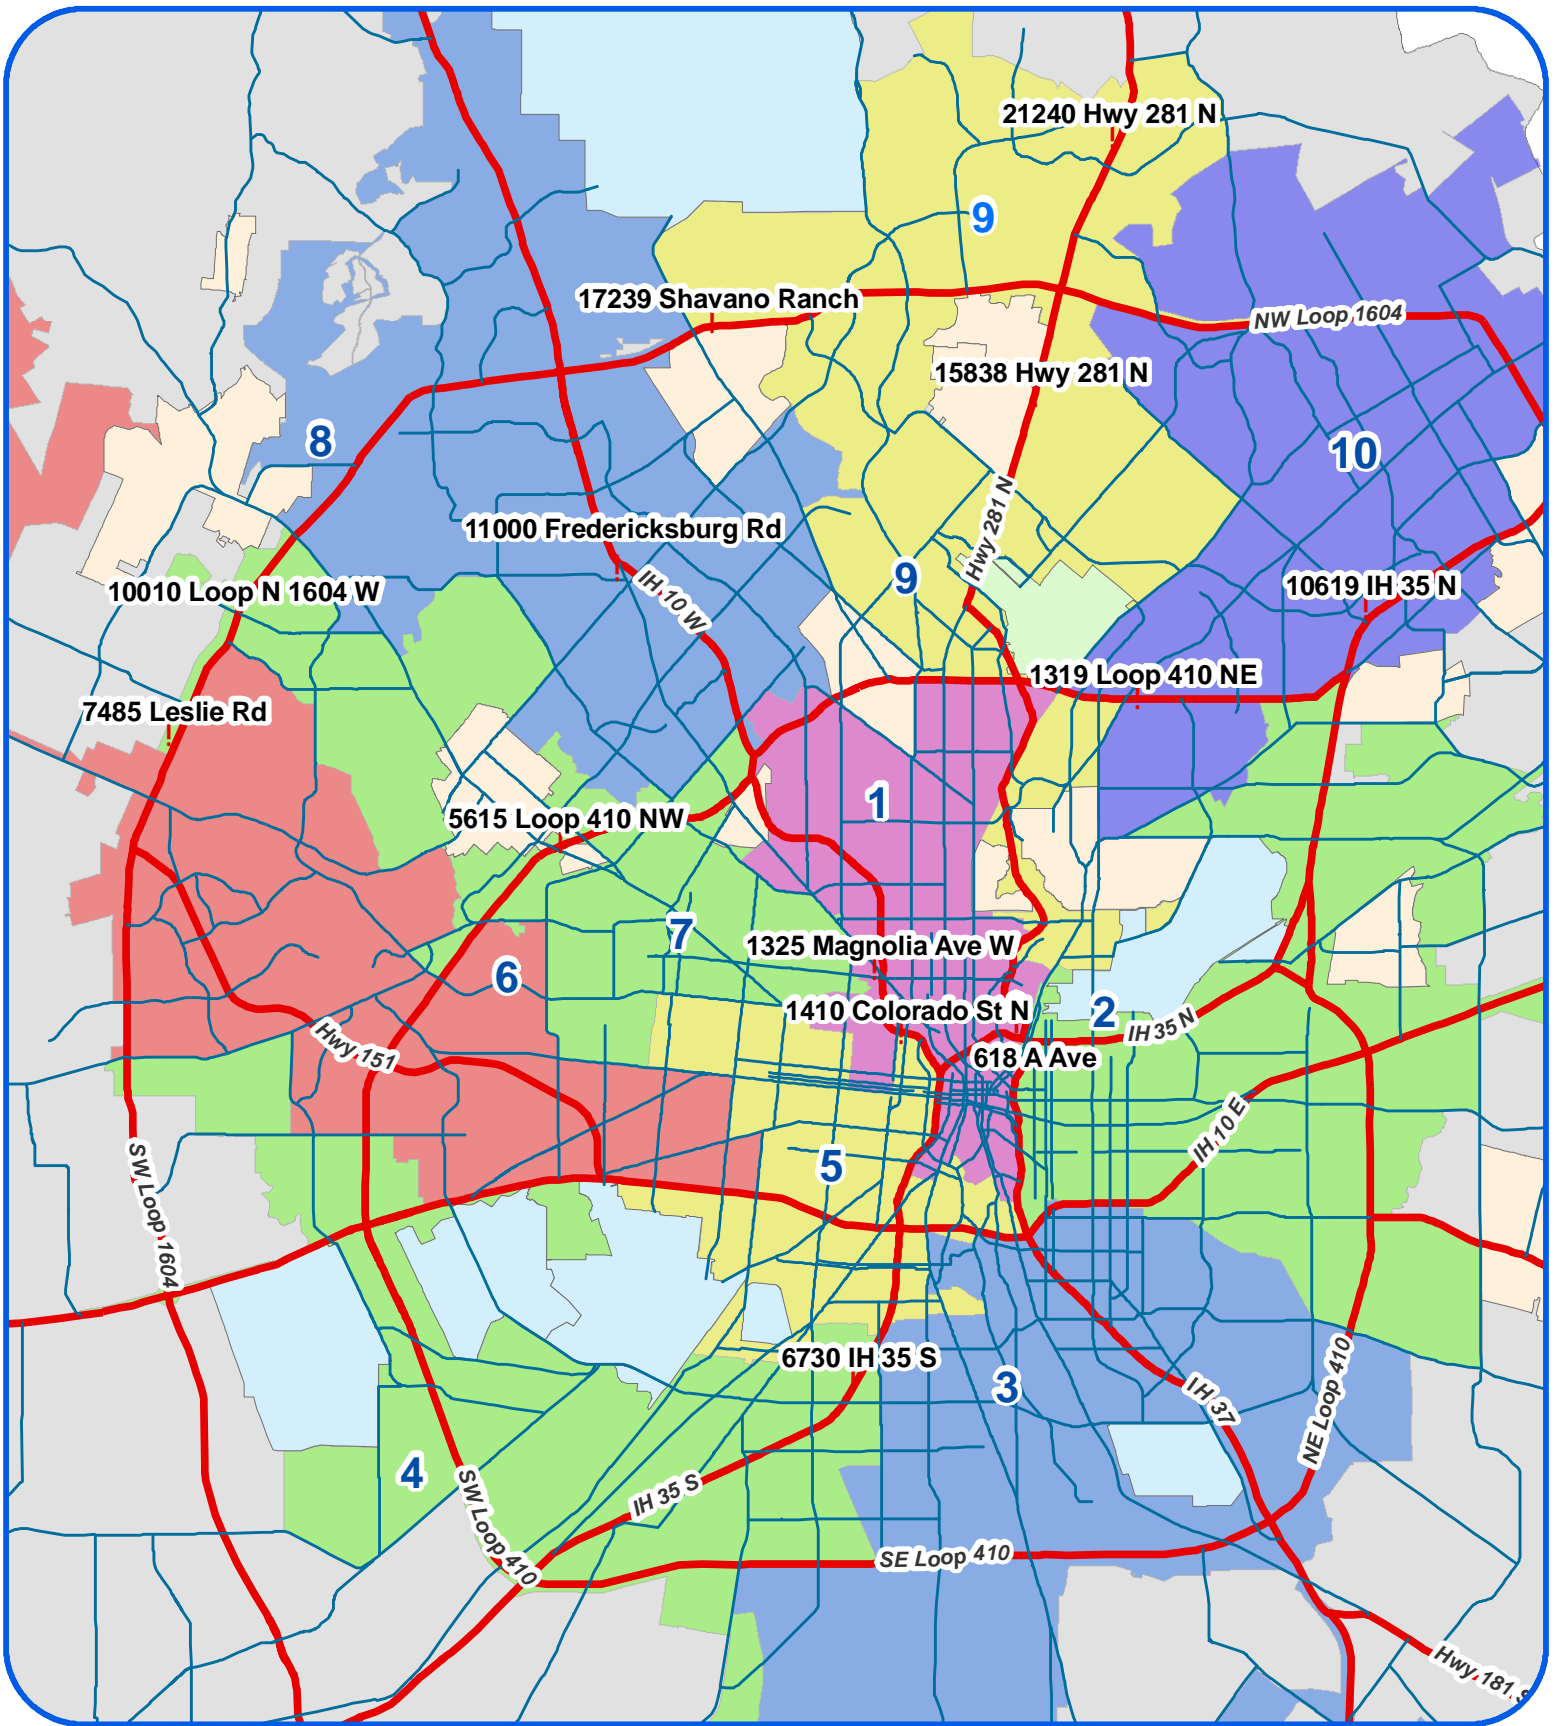 21240 Hwy 281 N
9
17239 Shavano Ranch
NW Loop 1604
15838 Hwy 281 N
8
10
Hwy 281 N
11000 Fredericksburg Rd
9
IH 10 W
10010 Loop N 1604 W
10619 IH 35 N
1319 Loop 410 NE
7485 Leslie Rd
1
5615 Loop 410 NW
7
1325 Magnolia Ave W
6
1410 Colorado St N
2
IH 35 N
Hwy 151
618 A Ave
IH 10 E
5
SW Loop 1604
6730 IH 35 S
3
IH 37
NE Loop 410
4
SW Loop 410
IH 35 S
SE Loop 410
Hwy 181 S